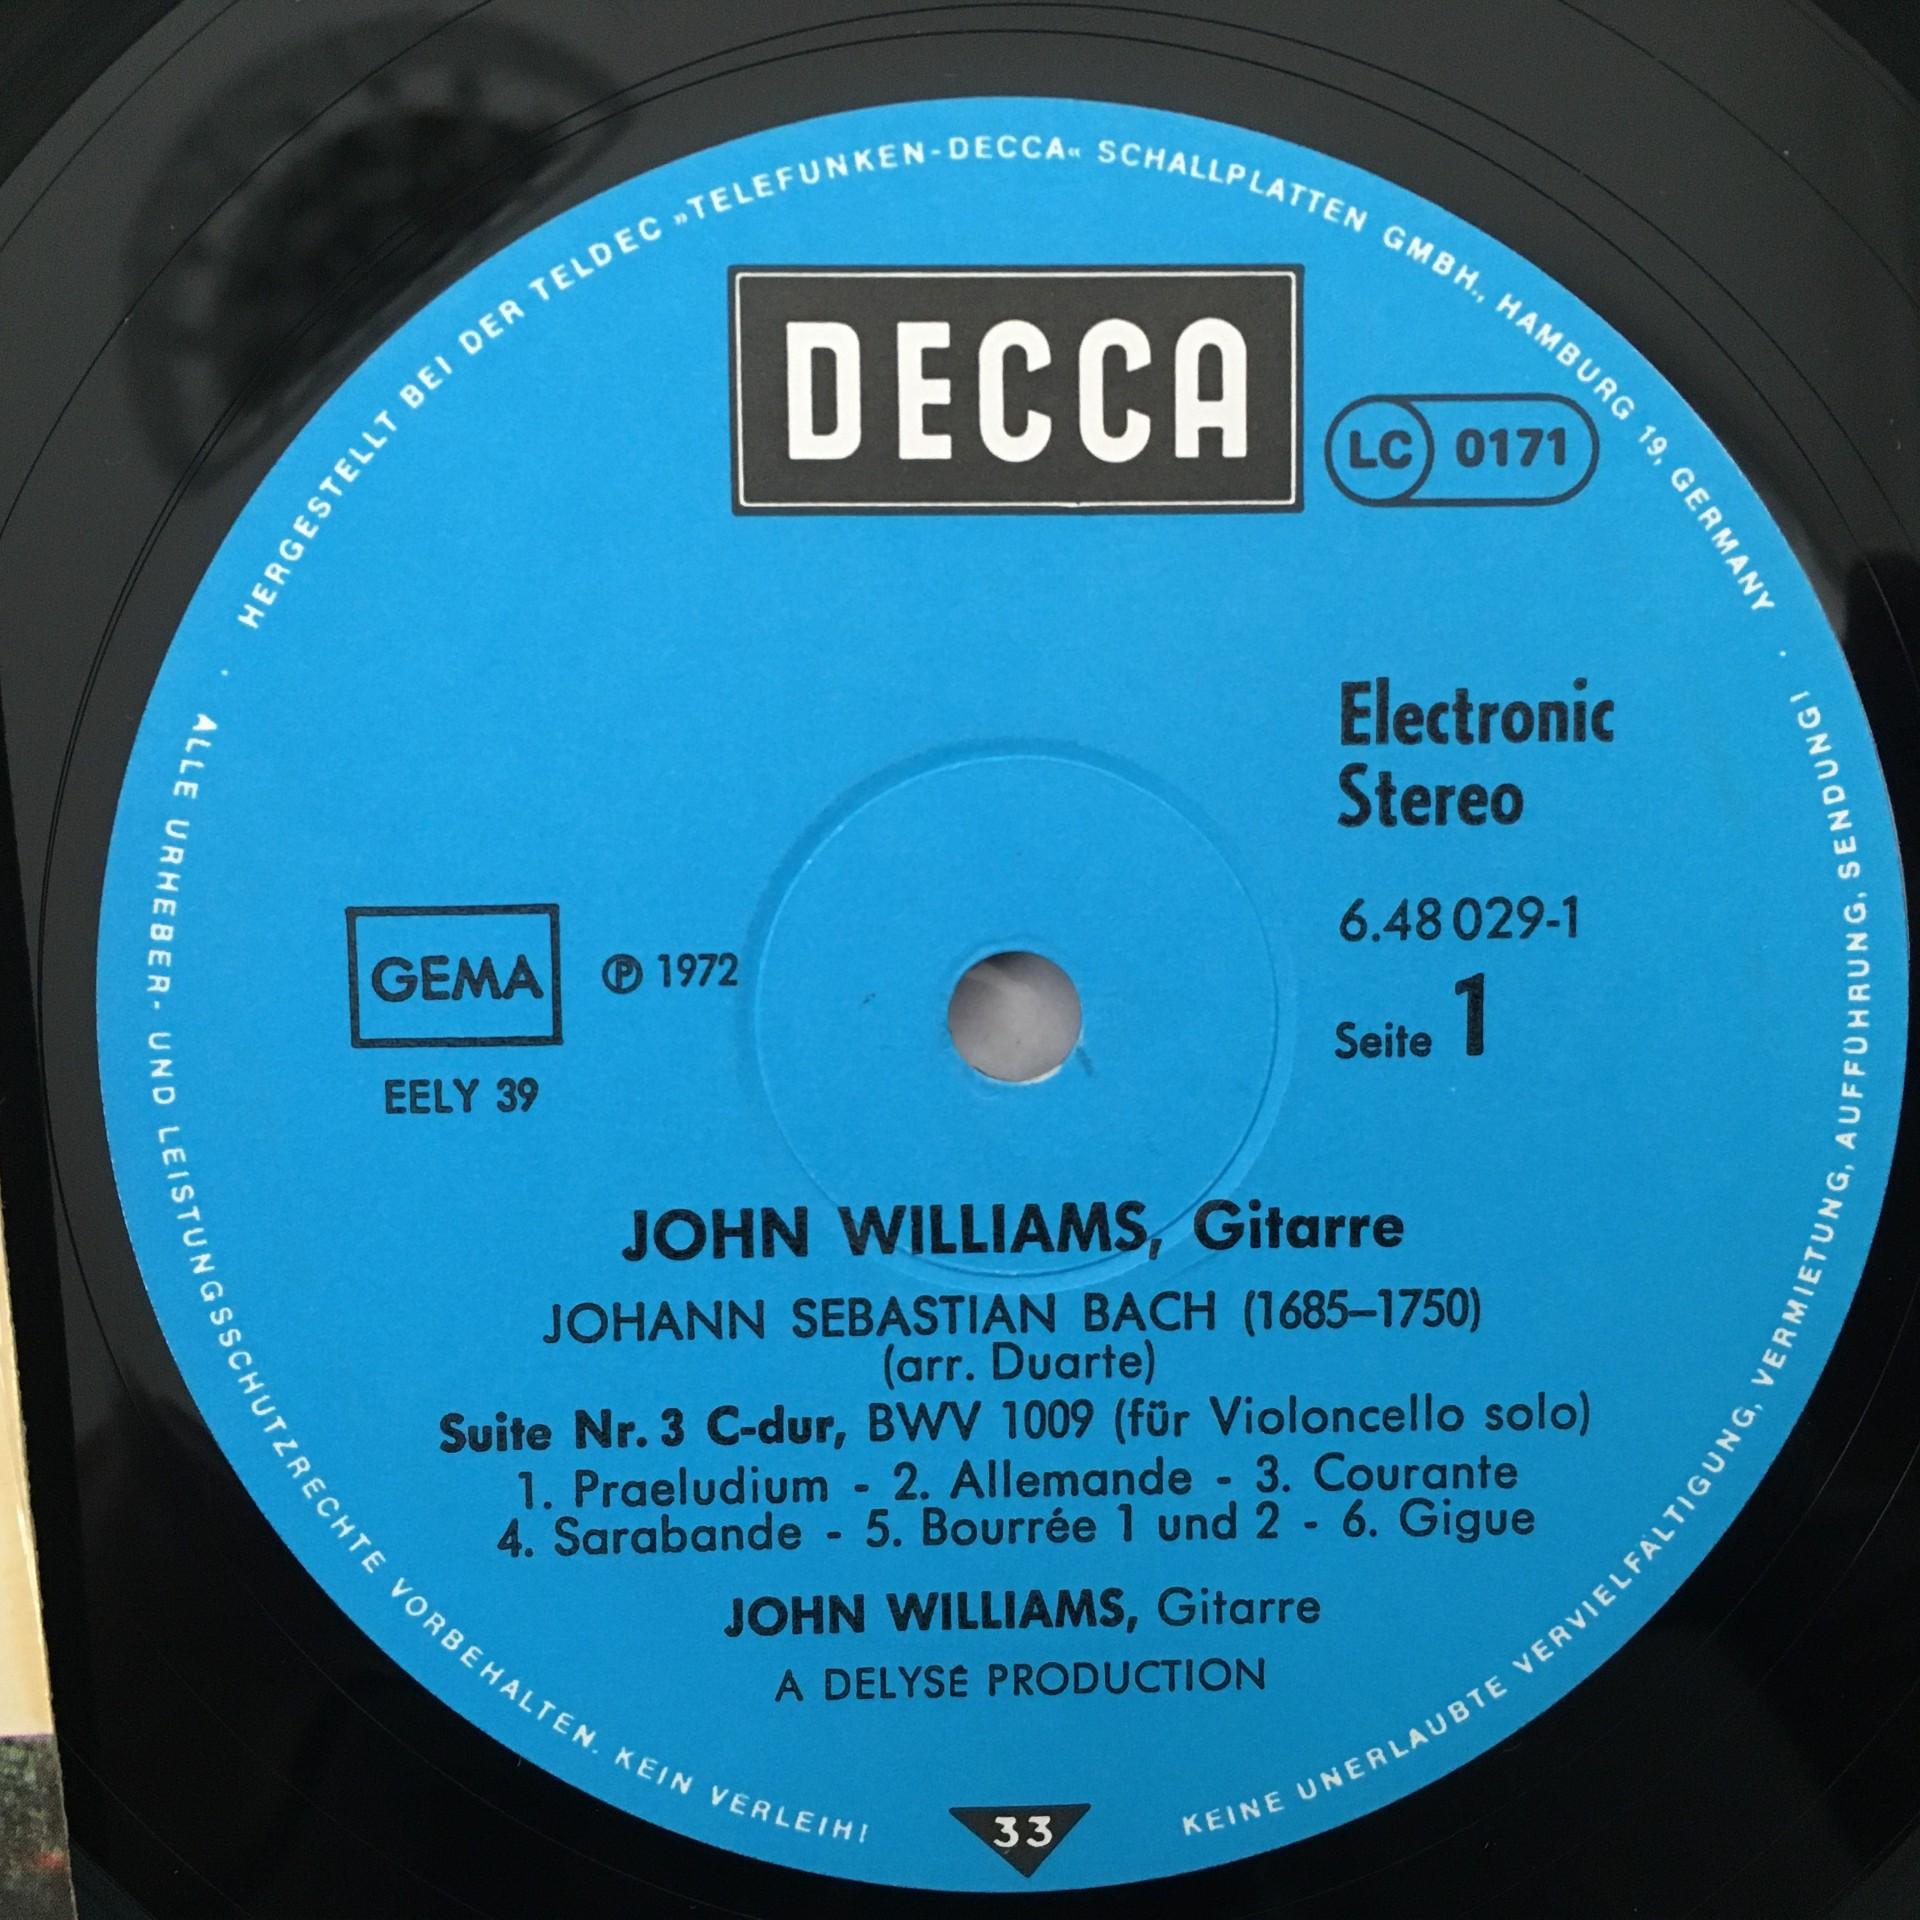 HERGESTELLT BEI DER TELDEC »TELEFUNKEN-DECCA« SCHALLPLATTEN GMBH., HAMBURG 19, GERMANY ·
DECCA
LC 0171
Electronic
Stereo
6.48 029-1
Seite 1
GEMA
℗ 1972
EELY 39
JOHN WILLIAMS, Gitarre
JOHANN SEBASTIAN BACH (1685–1750)
(arr. Duarte)
Suite Nr. 3 C-dur, BWV 1009 (für Violoncello solo)
1. Praeludium - 2. Allemande - 3. Courante
4. Sarabande - 5. Bourrée 1 und 2 - 6. Gigue
JOHN WILLIAMS, Gitarre
A DELYSÉ PRODUCTION
33
· ALLE URHEBER- UND LEISTUNGSSCHUTZRECHTE VORBEHALTEN. KEIN VERLEIH!
KEINE UNERLAUBTE VERVIELFÄLTIGUNG, VERMIETUNG, AUFFÜHRUNG, SENDUNG!